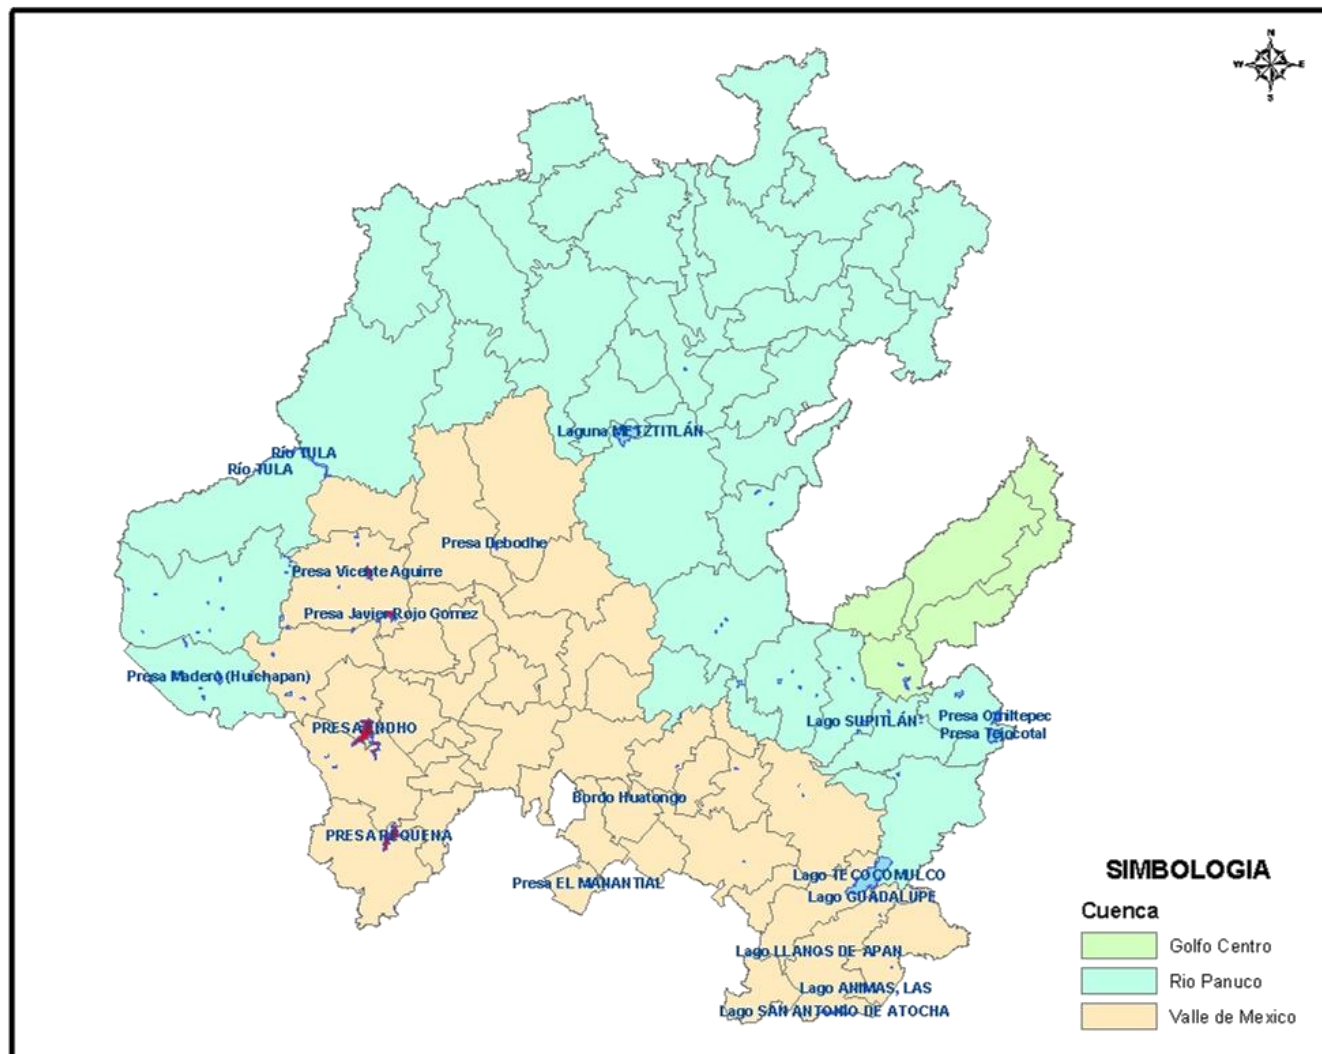 N
W E
S
Laguna METZTITLÁN
Río TULA
Río TULA
Presa Debodhe
Presa Vicente Aguirre
Presa Javier Rojo Gomez
Presa Madero (Huichapan)
Lago SUPITLÁN
Presa Omiltepec
Presa Tejocotal
PRESA ENDHO
Bordo Huatongo
PRESA REQUENA
Presa EL MANANTIAL
Lago TECOCOMULCO
Lago GUADALUPE
Lago LLANOS DE APAN
Lago ANIMAS, LAS
Lago SAN ANTONIO DE ATOCHA
SIMBOLOGIA
Cuenca
Golfo Centro
Rio Panuco
Valle de Mexico